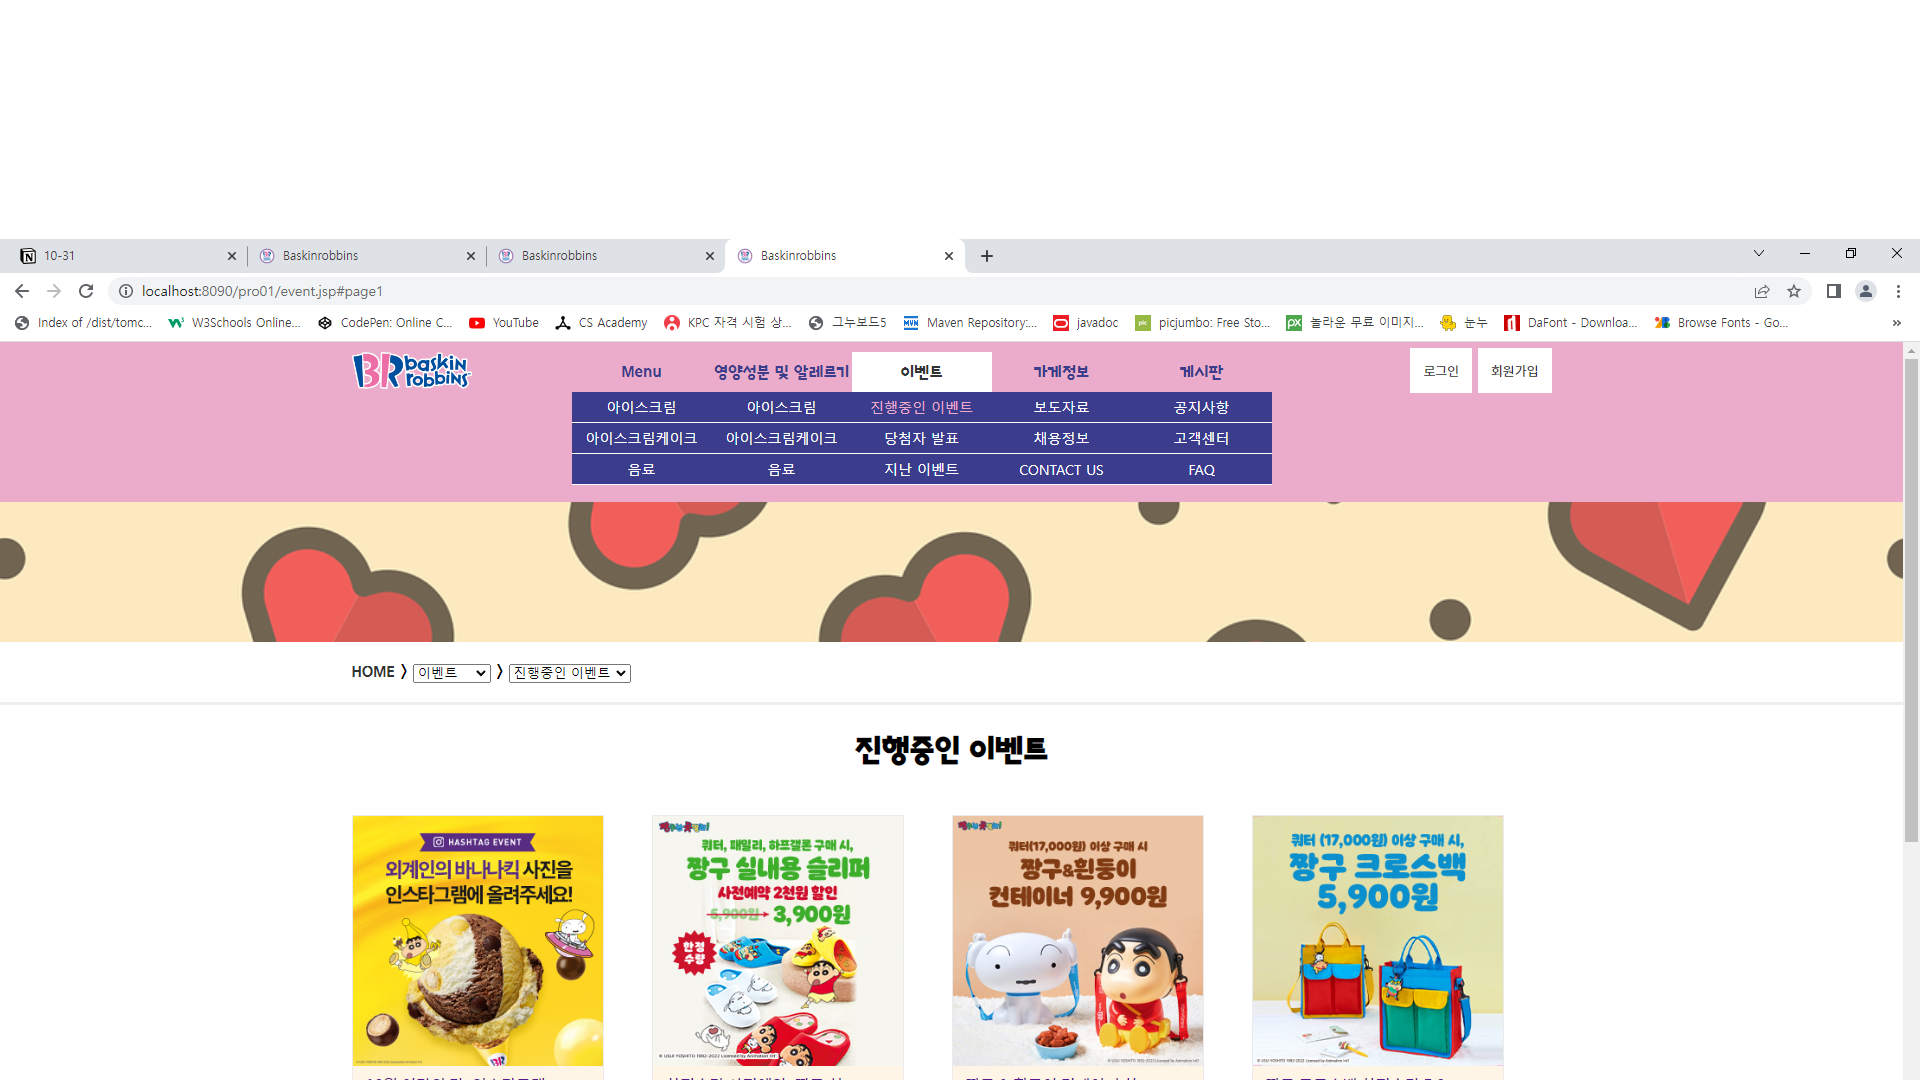 10-31
Baskinrobbins
Baskinrobbins
Baskinrobbins
localhost:8090/pro01/event.jsp#page1
Index of /dist/tomc...
W3Schools Online...
CodePen: Online C...
YouTube
CS Academy
KPC 자격 시험 상...
그누보드5
Maven Repository:...
javadoc
picjumbo: Free Sto...
놀라운 무료 이미지...
눈누
DaFont - Downloa...
Browse Fonts - Go...
»
BR baskin robbins
Menu 영양성분 및 알레르기 이벤트 가게정보 게시판
로그인 회원가입
아이스크림 아이스크림 진행중인 이벤트 보도자료 공지사항
아이스크림케이크 아이스크림케이크 당첨자 발표 채용정보 고객센터
음료 음료 지난 이벤트 CONTACT US FAQ
HOME 〉 이벤트 〉 진행중인 이벤트
진행중인 이벤트
HASHTAG EVENT
외계인의 바나나킥 사진을
인스타그램에 올려주세요!
BR
쿼터, 패밀리, 하프갤론 구매 시,
짱구 실내용 슬리퍼
사전예약 2천원 할인
5,900원 3,900원
한정
수량
쿼터(17,000원) 이상 구매 시
짱구&흰둥이
컨테이너 9,900원
쿼터 (17,000원) 이상 구매 시,
짱구 크로스백
5,900원